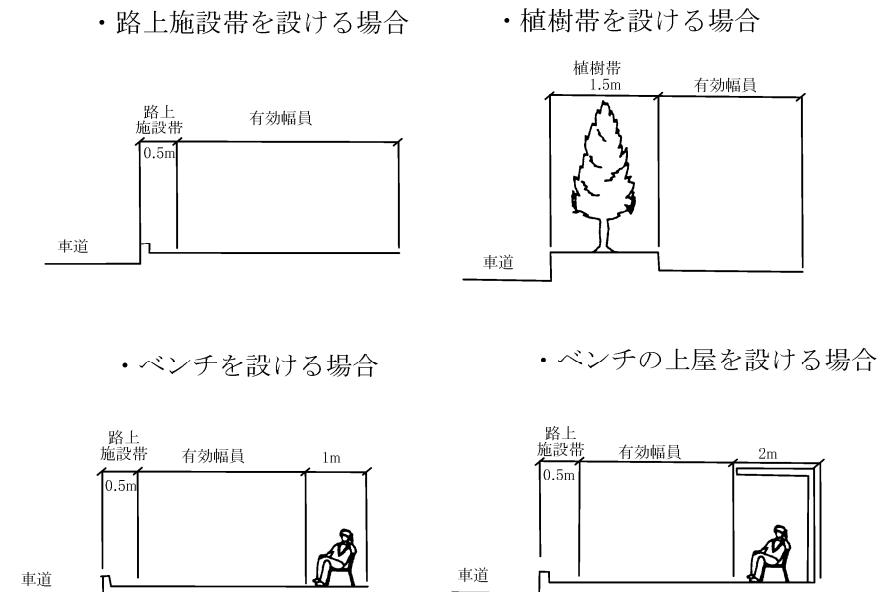 ・路上施設帯を設ける場合
路上
施設帯
有効幅員
0.5m
車道
・植樹帯を設ける場合
植樹帯
1.5m
有効幅員
車道
・ベンチを設ける場合
路上
施設帯
有効幅員
1m
0.5m
車道
・ベンチの上屋を設ける場合
路上
施設帯
有効幅員
2m
0.5m
車道